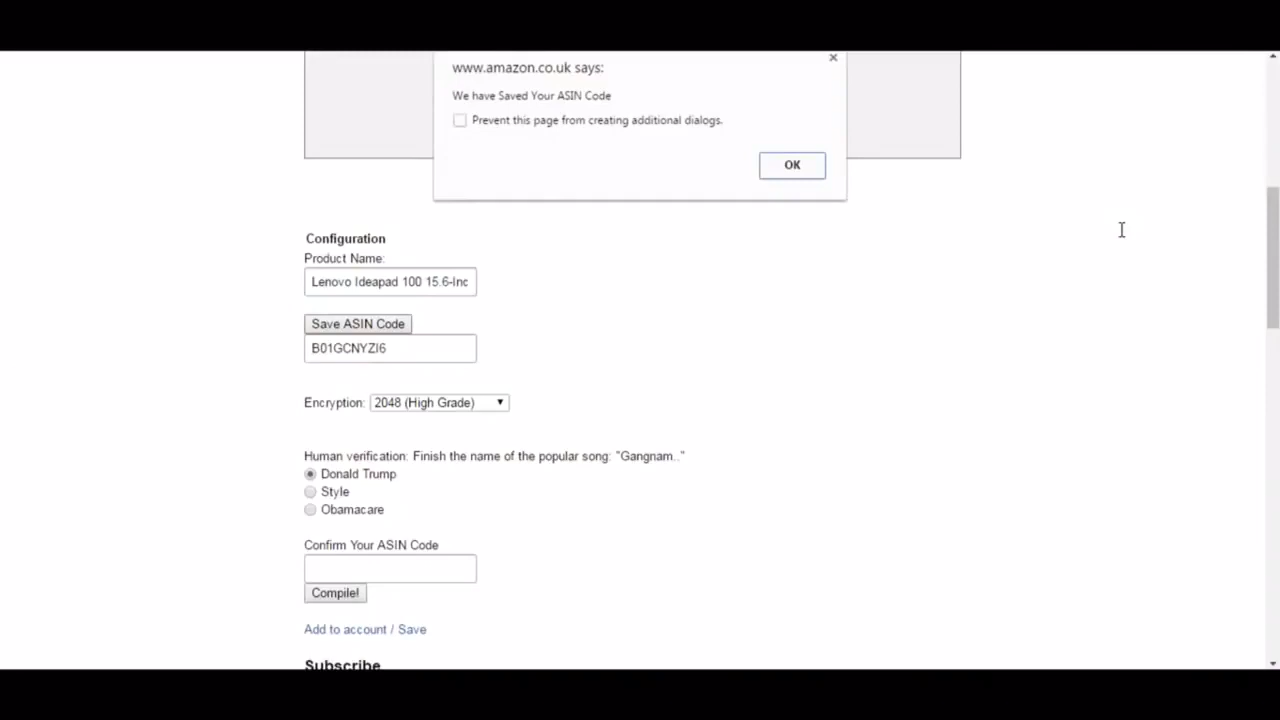 www.amazon.co.uk says:
We have Saved Your ASIN Code
Prevent this page from creating additional dialogs.
OK
Configuration
Product Name:
Lenovo Ideapad 100 15.6-Inc
Save ASIN Code
B01GCNYZI6
Encryption: 2048 (High Grade)
Human verification: Finish the name of the popular song: "Gangnam.."
Donald Trump
Style
Obamacare
Confirm Your ASIN Code
Compile!
Add to account / Save
Subscribe